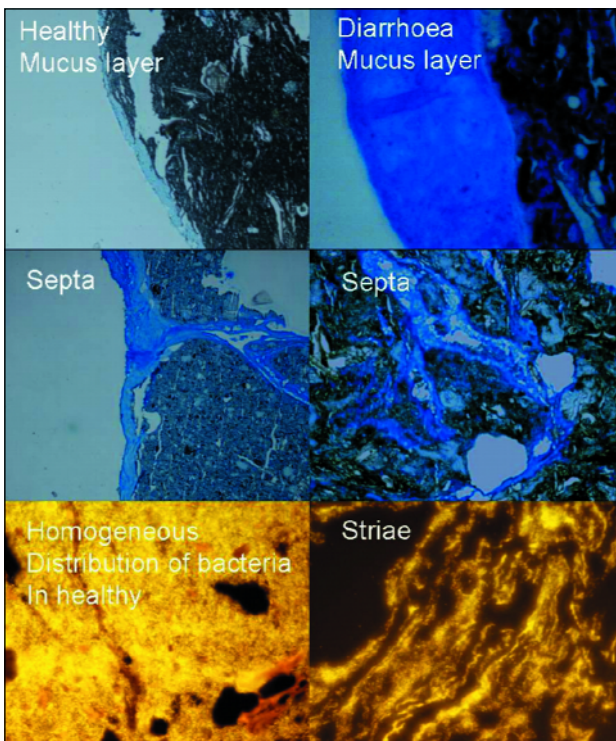 Healthy
Mucus layer
Diarrhoea
Mucus layer
Septa
Septa
Homogeneous
Distribution of bacteria
In healthy
Striae